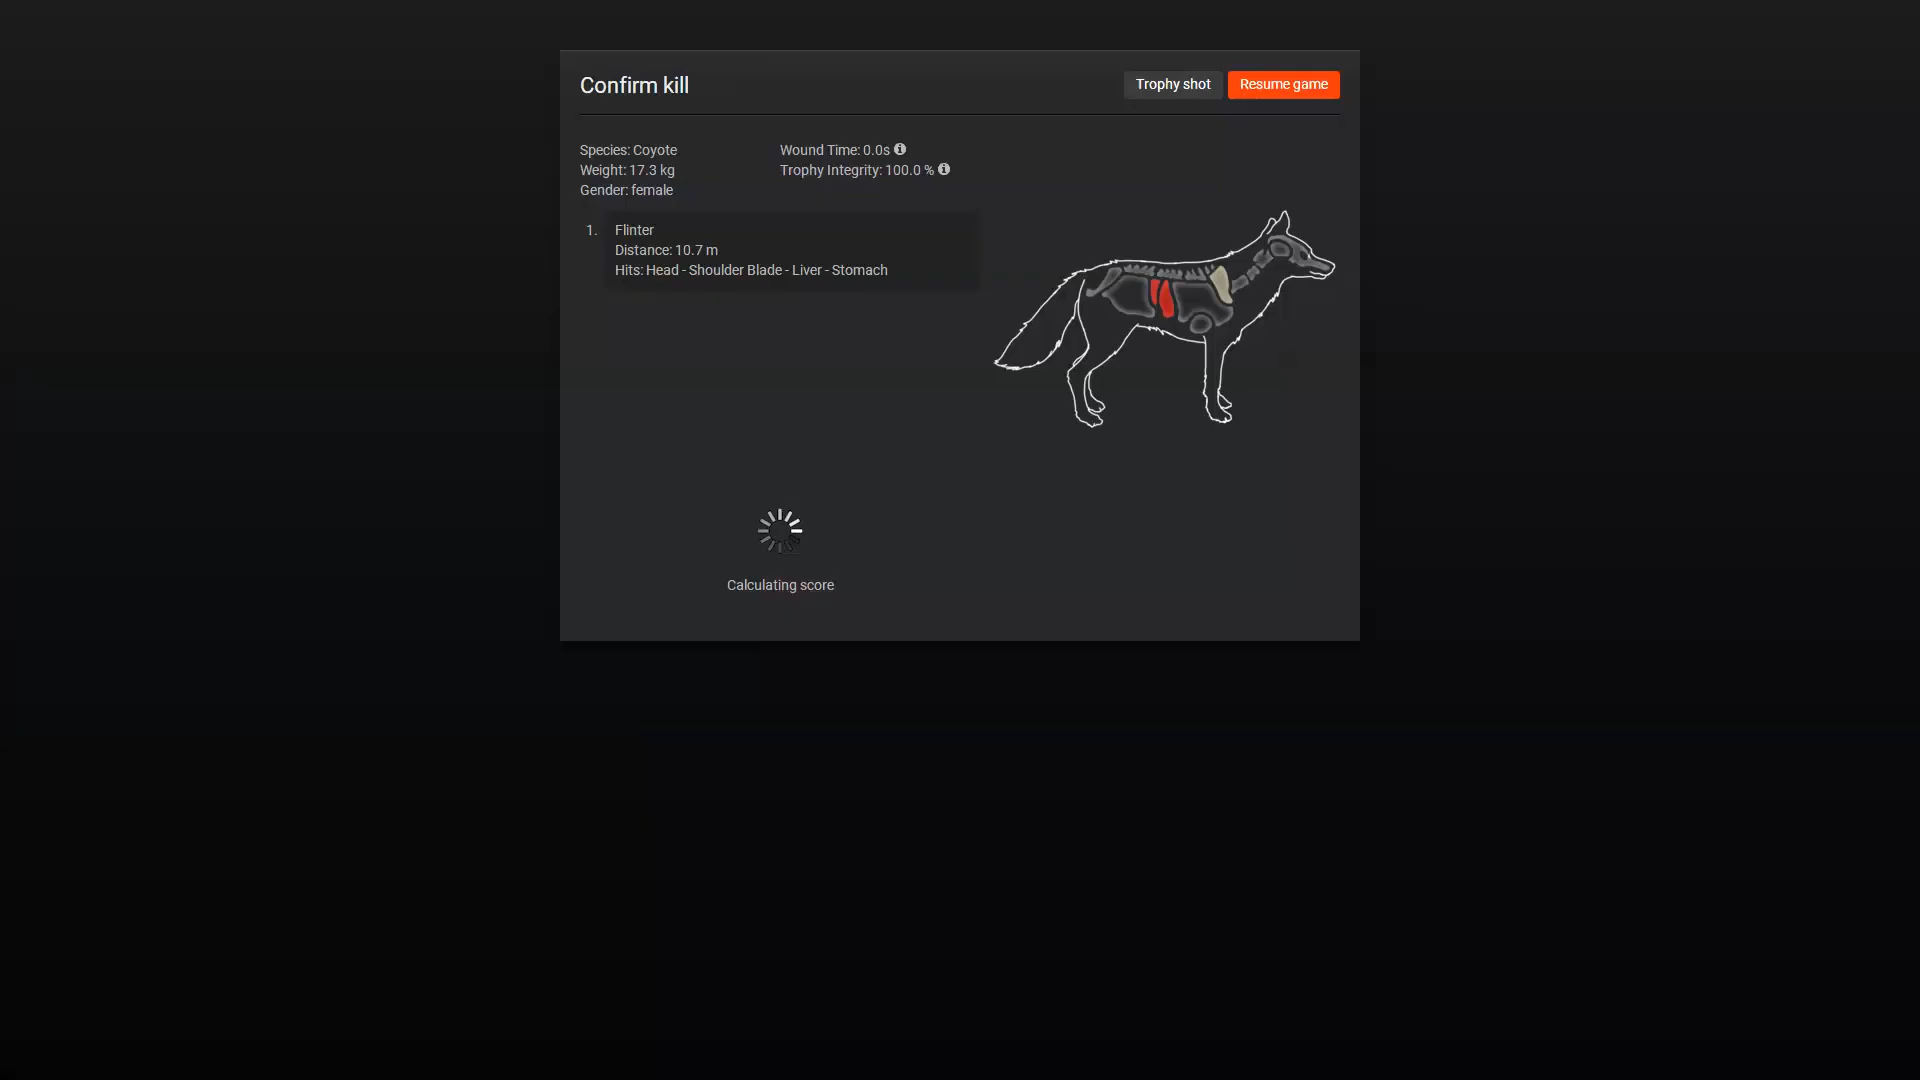 Confirm kill
Trophy shot
Resume game
Species: Coyote
Weight: 17.3 kg
Gender: female
Wound Time: 0.0s
Trophy Integrity: 100.0 %
1.
Flinter
Distance: 10.7 m
Hits: Head - Shoulder Blade - Liver - Stomach
Calculating score